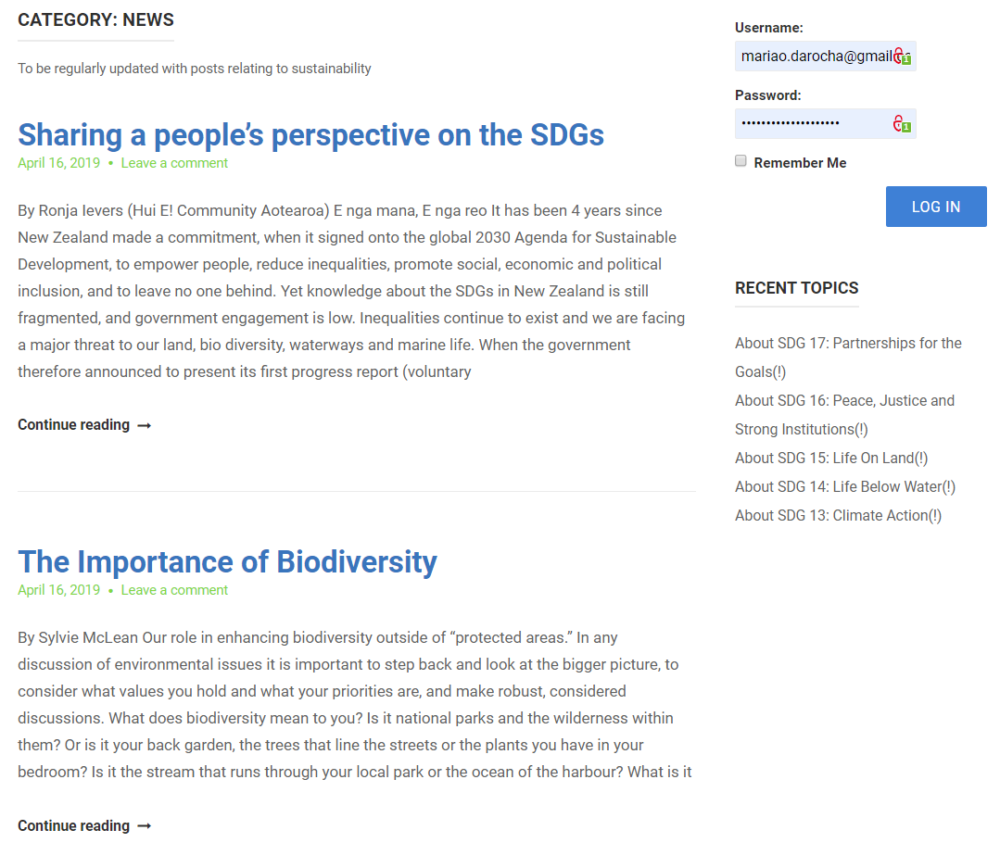 CATEGORY: NEWS
To be regularly updated with posts relating to sustainability
Sharing a people’s perspective on the SDGs
April 16, 2019 • Leave a comment
By Ronja Ievers (Hui E! Community Aotearoa) E nga mana, E nga reo It has been 4 years since
New Zealand made a commitment, when it signed onto the global 2030 Agenda for Sustainable
Development, to empower people, reduce inequalities, promote social, economic and political
inclusion, and to leave no one behind. Yet knowledge about the SDGs in New Zealand is still
fragmented, and government engagement is low. Inequalities continue to exist and we are facing
a major threat to our land, bio diversity, waterways and marine life. When the government
therefore announced to present its first progress report (voluntary
Continue reading →
The Importance of Biodiversity
April 16, 2019 • Leave a comment
By Sylvie McLean Our role in enhancing biodiversity outside of “protected areas.” In any
discussion of environmental issues it is important to step back and look at the bigger picture, to
consider what values you hold and what your priorities are, and make robust, considered
discussions. What does biodiversity mean to you? Is it national parks and the wilderness within
them? Or is it your back garden, the trees that line the streets or the plants you have in your
bedroom? Is it the stream that runs through your local park or the ocean of the harbour? What is it
Continue reading →
Username:
mariao.darocha@gmail
1
Password:
••••••••••••••••••••
1
Remember Me
LOG IN
RECENT TOPICS
About SDG 17: Partnerships for the
Goals(!)
About SDG 16: Peace, Justice and
Strong Institutions(!)
About SDG 15: Life On Land(!)
About SDG 14: Life Below Water(!)
About SDG 13: Climate Action(!)